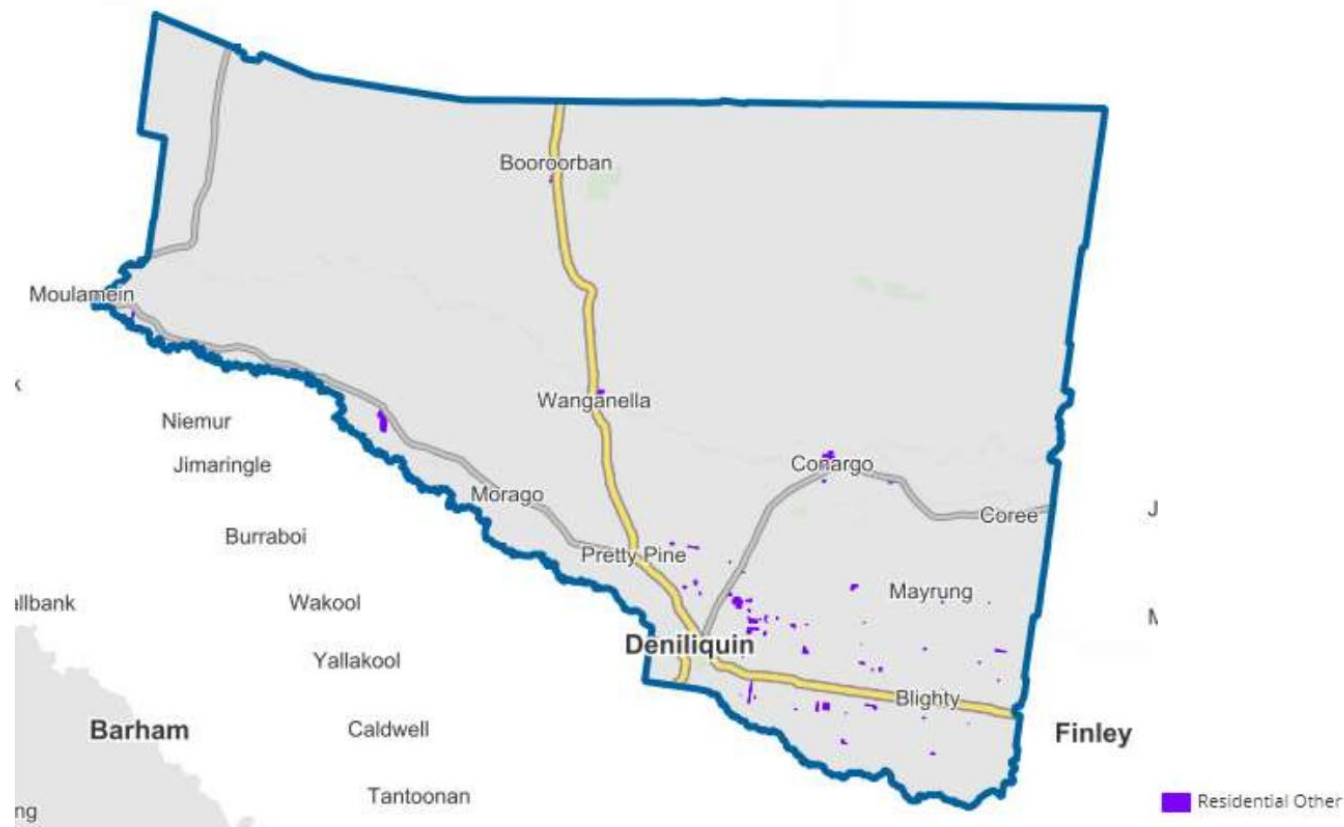 Booroorban
Moulamein
Wanganella
Niemur
Jimaringle
Conargo
Morago
Coree
Burraboi
Pretty Pine
Mayrung
Wakool
Deniliquin
Yallakool
Blighty
Barham
Caldwell
Finley
Tantoonan
Residential Other